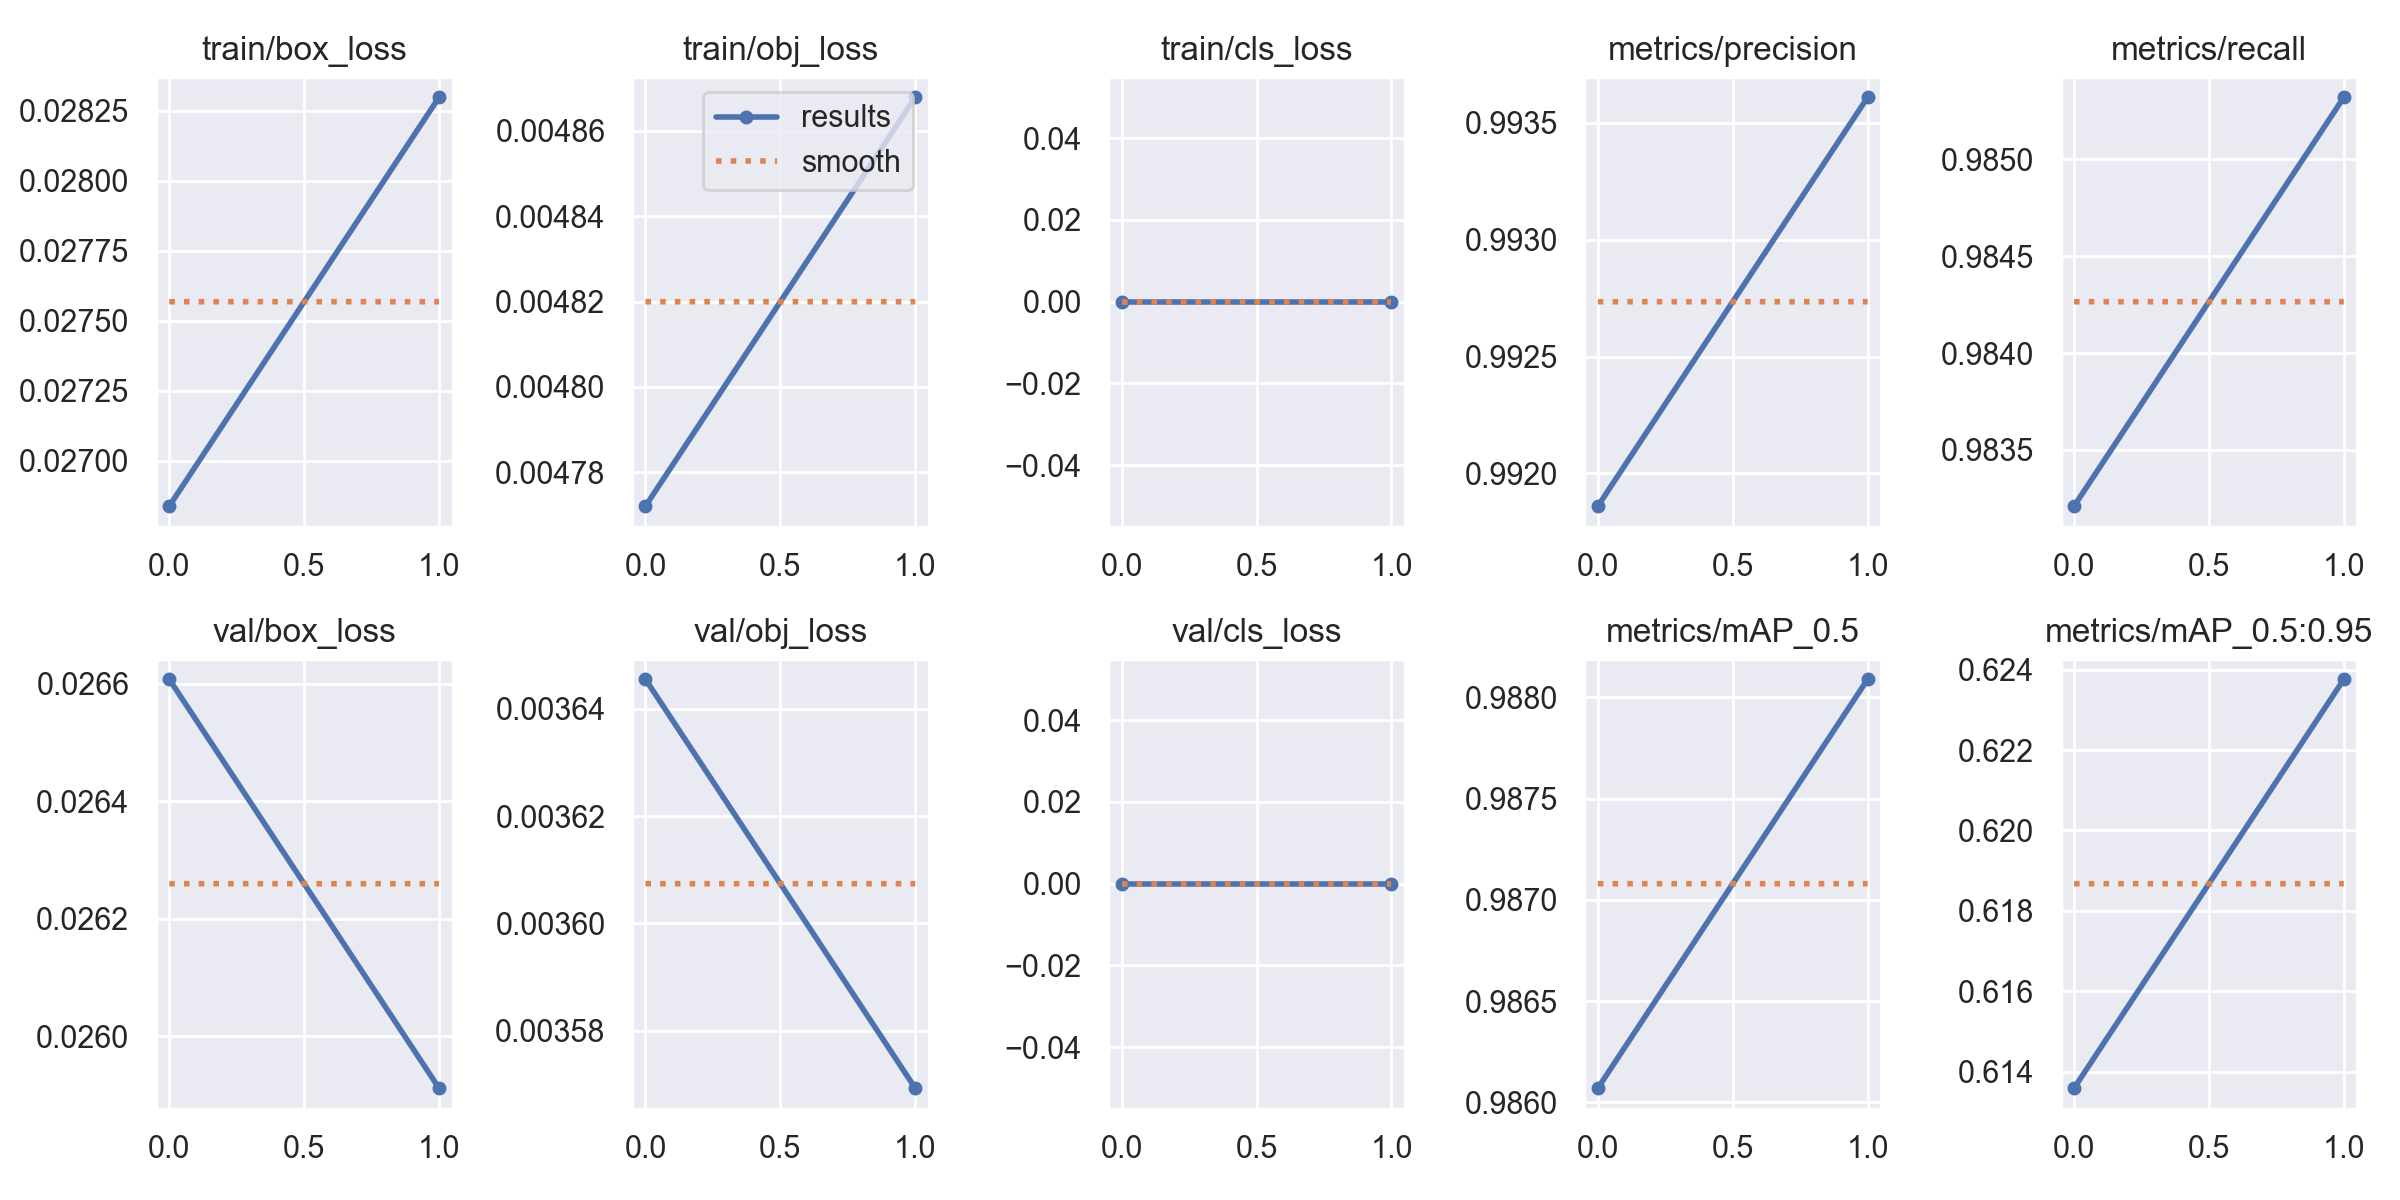 train/box_loss
0.02825
0.02800
0.02775
0.02750
0.02725
0.02700
0.0 0.5 1.0
train/obj_loss
results
smooth
0.00486
0.00484
0.00482
0.00480
0.00478
0.0 0.5 1.0
train/cls_loss
0.04
0.02
0.00
−0.02
−0.04
0.0 0.5 1.0
metrics/precision
0.9935
0.9930
0.9925
0.9920
0.0 0.5 1.0
metrics/recall
0.9850
0.9845
0.9840
0.9835
0.0 0.5 1.0
val/box_loss
0.0266
0.0264
0.0262
0.0260
0.0 0.5 1.0
val/obj_loss
0.00364
0.00362
0.00360
0.00358
0.0 0.5 1.0
val/cls_loss
0.04
0.02
0.00
−0.02
−0.04
0.0 0.5 1.0
metrics/mAP_0.5
0.9880
0.9875
0.9870
0.9865
0.9860
0.0 0.5 1.0
metrics/mAP_0.5:0.95
0.624
0.622
0.620
0.618
0.616
0.614
0.0 0.5 1.0